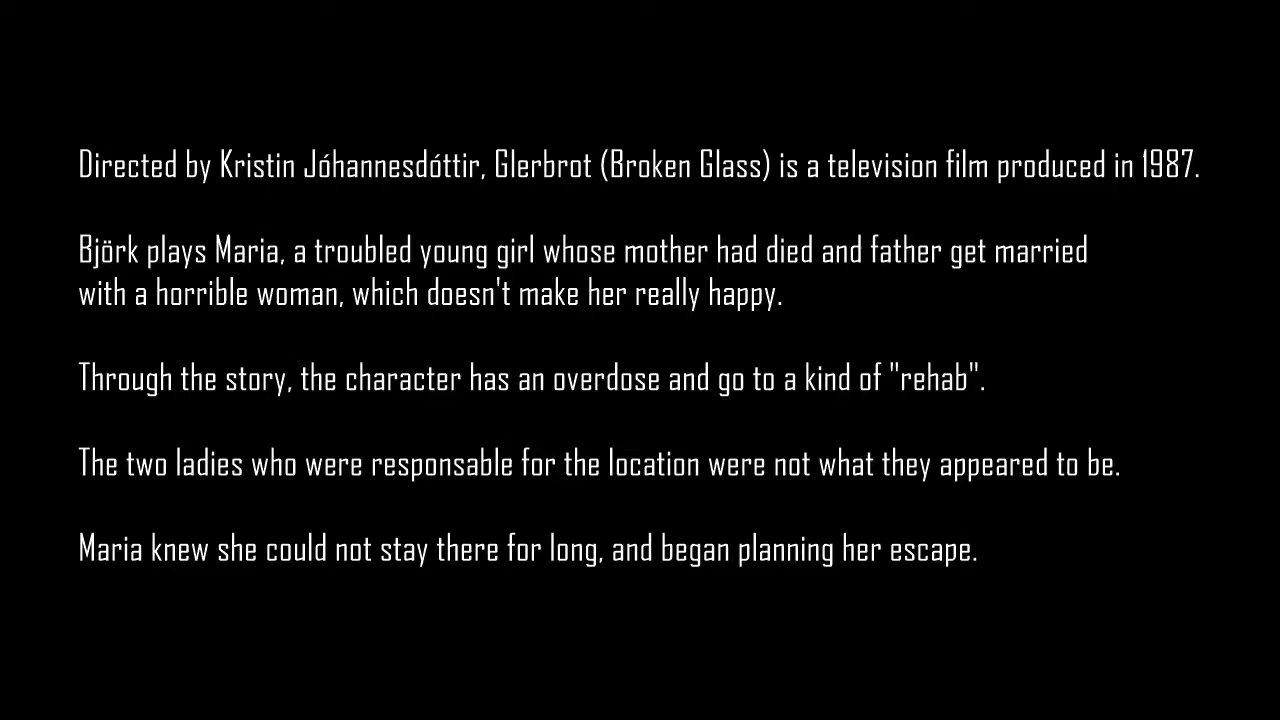 Directed by Kristin Jóhannesdóttir, Glerbrot (Broken Glass) is a television film produced in 1987.
Björk plays Maria, a troubled young girl whose mother had died and father get married
with a horrible woman, which doesn't make her really happy.
Through the story, the character has an overdose and go to a kind of "rehab".
The two ladies who were responsable for the location were not what they appeared to be.
Maria knew she could not stay there for long, and began planning her escape.